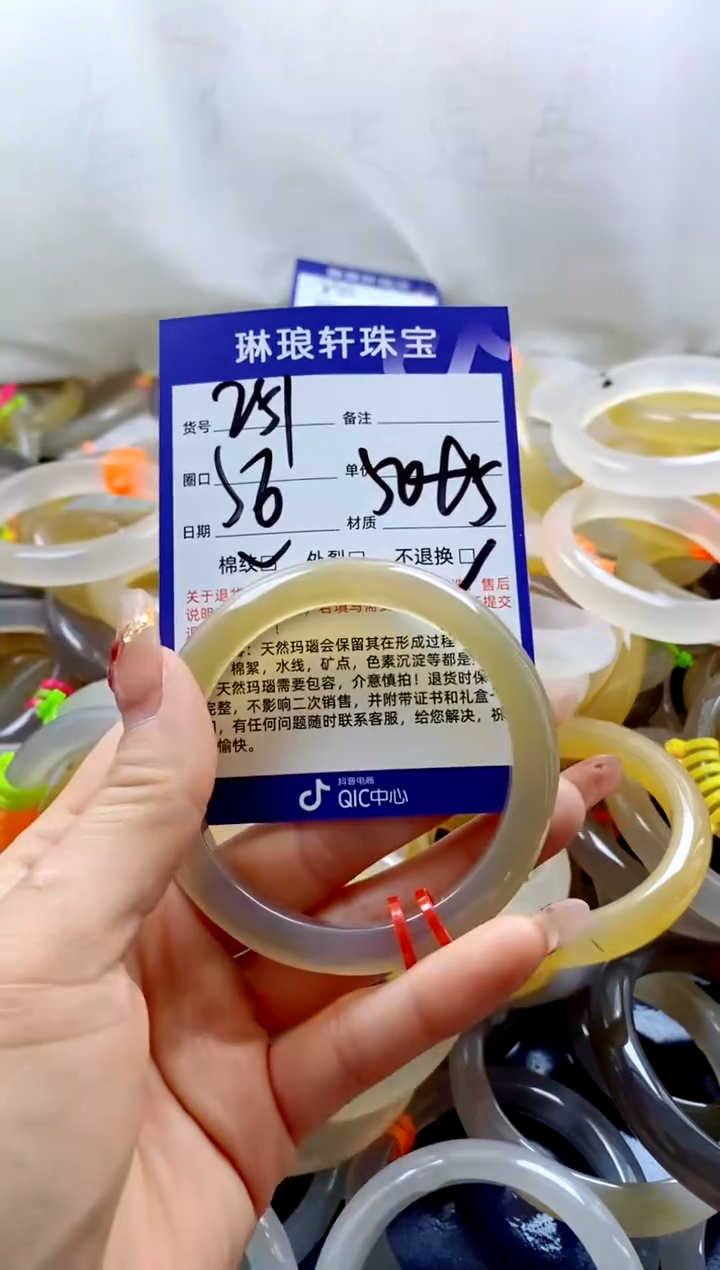 琳琅轩珠宝
货号 251 备注
圈口 56 单价
日期 材质
棉纹 外裂 不退换
关于退 售后
说明 提交
天然玛瑙会保留其在形成过程
棉絮，水线，矿点，色素沉淀等都是
天然玛瑙需要包容，介意慎拍！退货时保
完整，不影响二次销售，并附带证书和礼盒
，有任何问题随时联系客服，给您解决，祝
愉快。
抖音电商
QIC中心